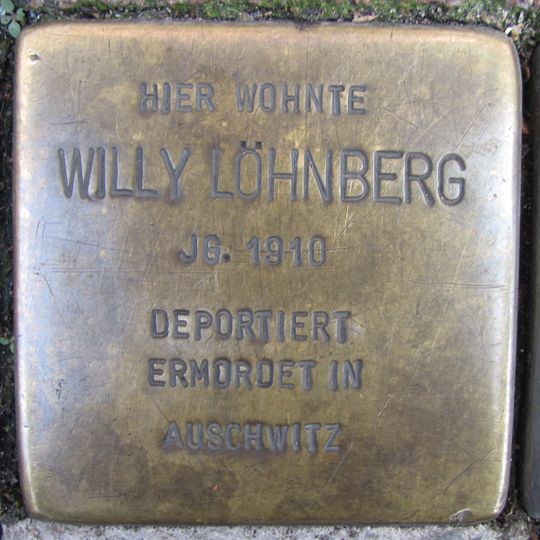 HIER WOHNTE
WILLY LÖHNBERG
JG. 1910
DEPORTIERT
ERMORDET IN
AUSCHWITZ